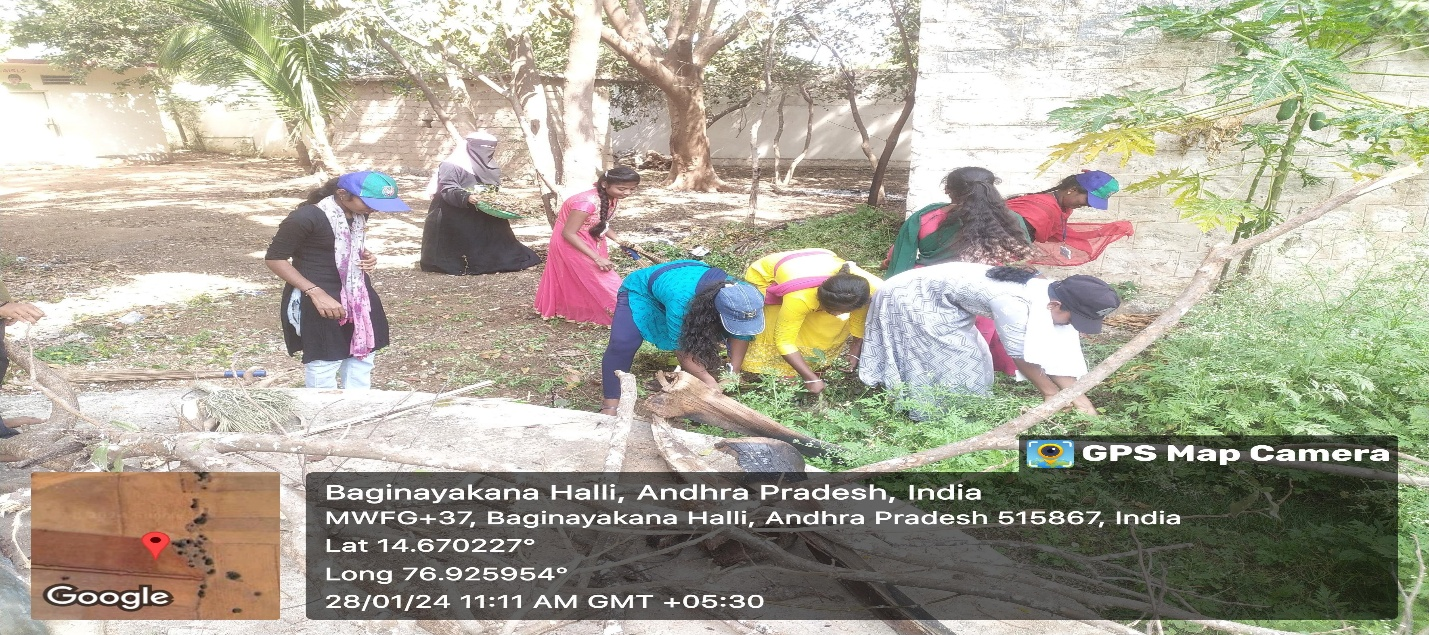 GPS Map Camera
Baginayakana Halli, Andhra Pradesh, India
MWFG+37, Baginayakana Halli, Andhra Pradesh 515867, India
Lat 14.670227°
Long 76.925954°
28/01/24 11:11 AM GMT +05:30
Google